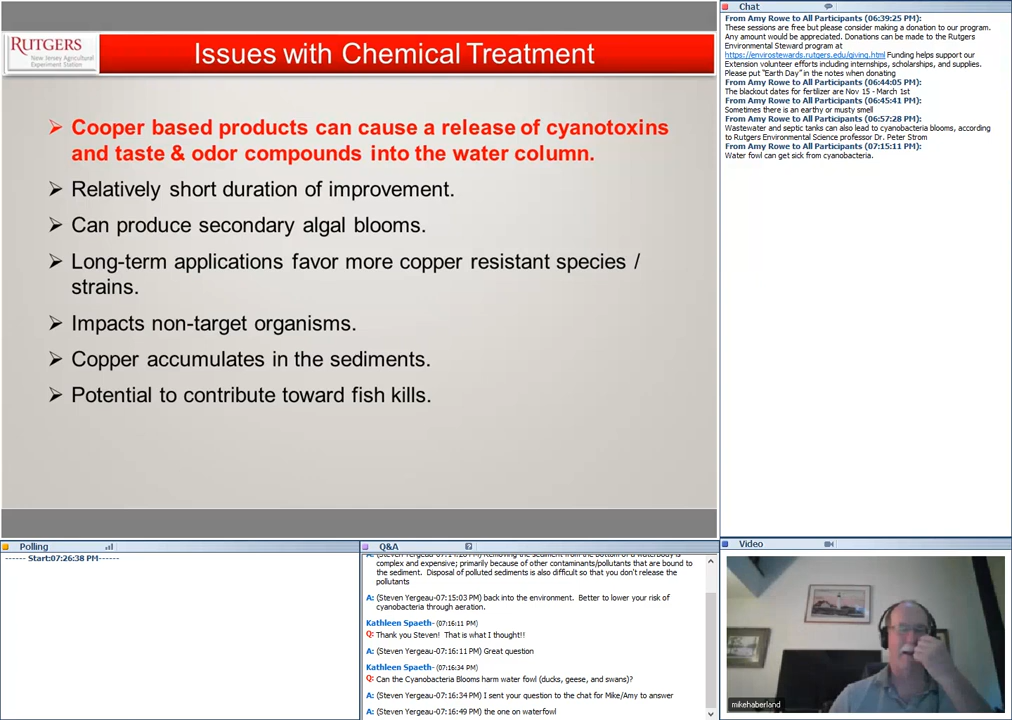 RUTGERS
New Jersey Agricultural
Experiment Station
Issues with Chemical Treatment
➢ Cooper based products can cause a release of cyanotoxins
and taste & odor compounds into the water column.
➢ Relatively short duration of improvement.
➢ Can produce secondary algal blooms.
➢ Long-term applications favor more copper resistant species /
strains.
➢ Impacts non-target organisms.
➢ Copper accumulates in the sediments.
➢ Potential to contribute toward fish kills.
Chat
From Amy Rowe to All Participants (06:39:25 PM):
These sessions are free but please consider making a donation to our program.
Any amount would be appreciated. Donations can be made to the Rutgers
Environmental Steward program at
https://envirostewards.rutgers.edu/giving.html Funding helps support our
Extension volunteer efforts including internships, scholarships, and supplies.
Please put "Earth Day" in the notes when donating
From Amy Rowe to All Participants (06:44:05 PM):
The blackout dates for fertilizer are Nov 15 - March 1st
From Amy Rowe to All Participants (06:45:41 PM):
Sometimes there is an earthy or musty smell
From Amy Rowe to All Participants (06:57:28 PM):
Wastewater and septic tanks can also lead to cyanobacteria blooms, according
to Rutgers Environmental Science professor Dr. Peter Strom
From Amy Rowe to All Participants (07:15:11 PM):
Water fowl can get sick from cyanobacteria.
Polling
------ Start:07:26:38 PM------
Q&A
complex and expensive; primarily because of other contaminants/pollutants that are bound to
the sediment. Disposal of polluted sediments is also difficult so that you don't release the
pollutants
A: (Steven Yergeau-07:15:03 PM) back into the environment. Better to lower your risk of
cyanobacteria through aeration.
Kathleen Spaeth- (07:16:11 PM)
Q: Thank you Steven! That is what I thought!!
A: (Steven Yergeau-07:16:11 PM) Great question
Kathleen Spaeth- (07:16:34 PM)
Q: Can the Cyanobacteria Blooms harm water fowl (ducks, geese, and swans)?
A: (Steven Yergeau-07:16:34 PM) I sent your question to the chat for Mike/Amy to answer
A: (Steven Yergeau-07:16:49 PM) the one on waterfowl
Video
mikehaberland